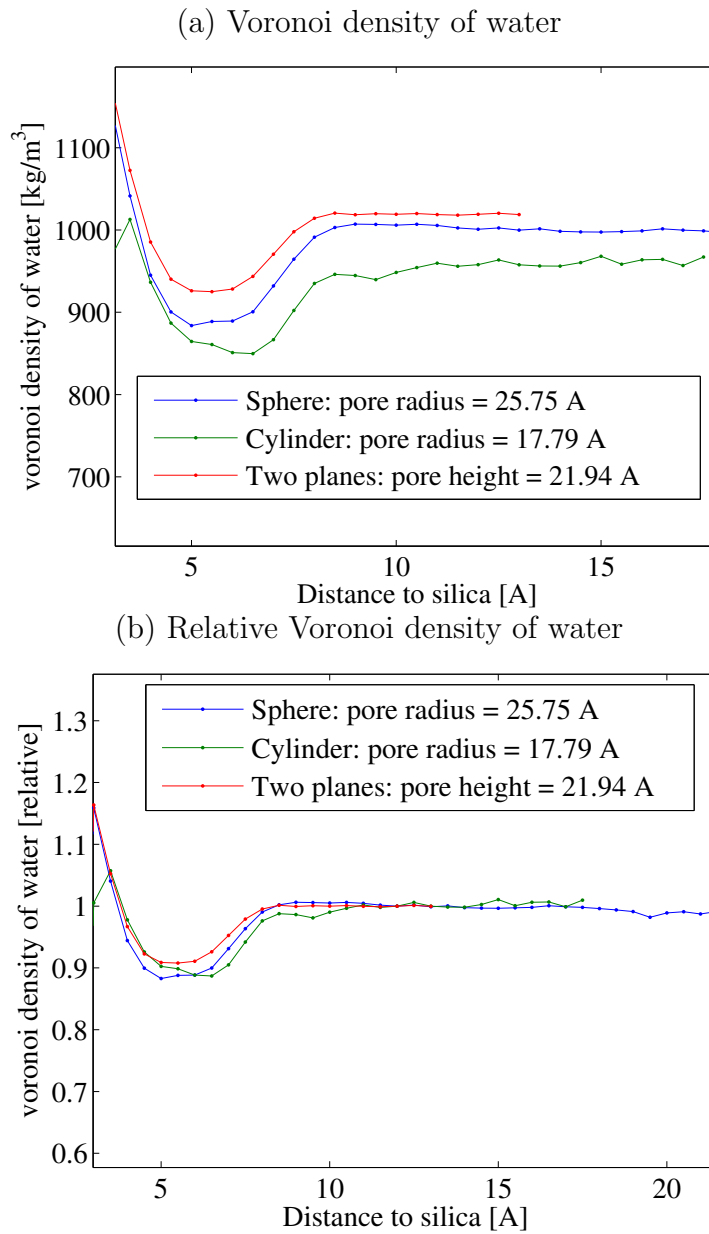 (a) Voronoi density of water
voronoi density of water [kg/m³]
1100
1000
900
800
700
Sphere: pore radius = 25.75 A
Cylinder: pore radius = 17.79 A
Two planes: pore height = 21.94 A
5
10
15
Distance to silica [A]
(b) Relative Voronoi density of water
voronoi density of water [relative]
1.3
1.2
1.1
1
0.9
0.8
0.7
0.6
Sphere: pore radius = 25.75 A
Cylinder: pore radius = 17.79 A
Two planes: pore height = 21.94 A
5
10
15
20
Distance to silica [A]